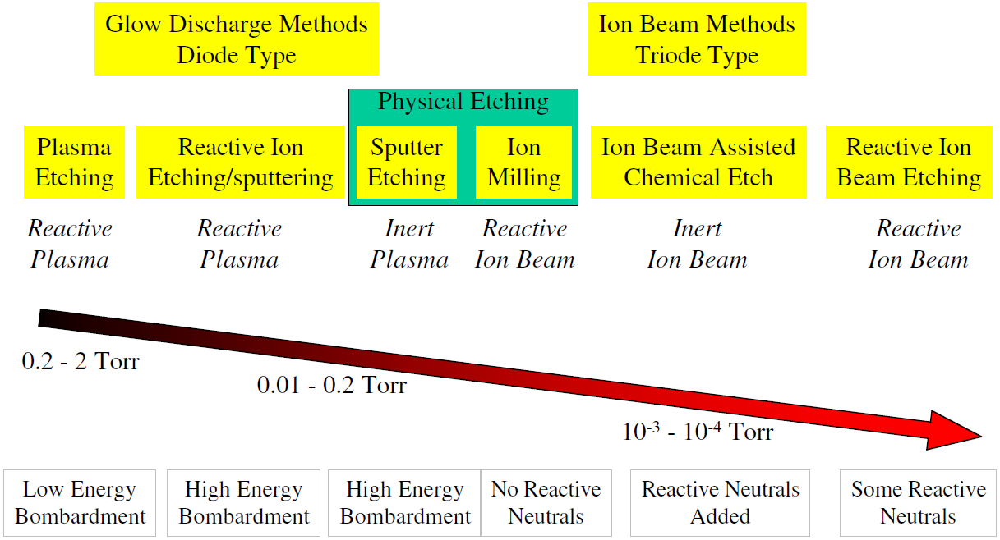 Glow Discharge Methods
Diode Type
Ion Beam Methods
Triode Type
Physical Etching
Plasma
Etching
Reactive Ion
Etching/sputtering
Sputter
Etching
Ion
Milling
Ion Beam Assisted
Chemical Etch
Reactive Ion
Beam Etching
Reactive
Plasma
Reactive
Plasma
Inert
Plasma
Reactive
Ion Beam
Inert
Ion Beam
Reactive
Ion Beam
0.2 - 2 Torr
0.01 - 0.2 Torr
10⁻³ - 10⁻⁴ Torr
Low Energy
Bombardment
High Energy
Bombardment
High Energy
Bombardment
No Reactive
Neutrals
Reactive Neutrals
Added
Some Reactive
Neutrals